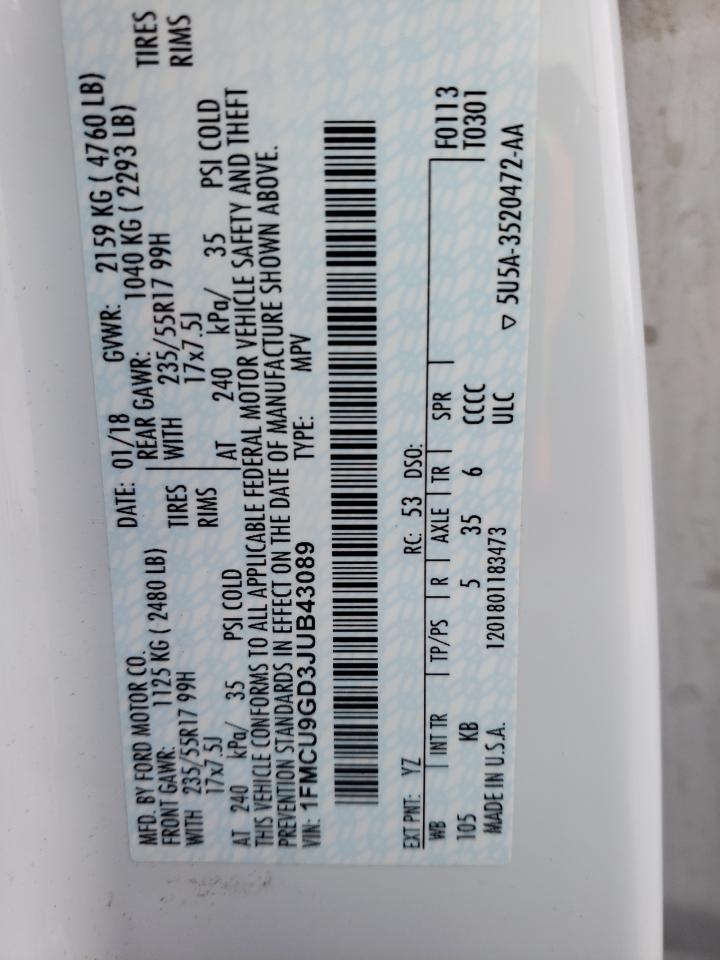 MFD. BY FORD MOTOR CO. DATE: 01/18 GVWR: 2159 KG ( 4760 LB)
FRONT GAWR: 1125 KG ( 2480 LB) REAR GAWR: 1040 KG ( 2293 LB)
WITH 235/55R17 99H TIRES WITH 235/55R17 99H TIRES
17x7.5J RIMS 17x7.5J RIMS
AT 240 kPa/ 35 PSI COLD AT 240 kPa/ 35 PSI COLD
THIS VEHICLE CONFORMS TO ALL APPLICABLE FEDERAL MOTOR VEHICLE SAFETY AND THEFT
PREVENTION STANDARDS IN EFFECT ON THE DATE OF MANUFACTURE SHOWN ABOVE.
VIN: 1FMCU9GD3JUB43089 TYPE: MPV
EXT PNT: YZ RC: 53 DSO: F0113
WB INT TR TP/PS R AXLE TR SPR T0301
105 KB 5 35 6 CCCC
MADE IN U.S.A. 1201801183473 ULC ▽ 5U5A-3520472-AA